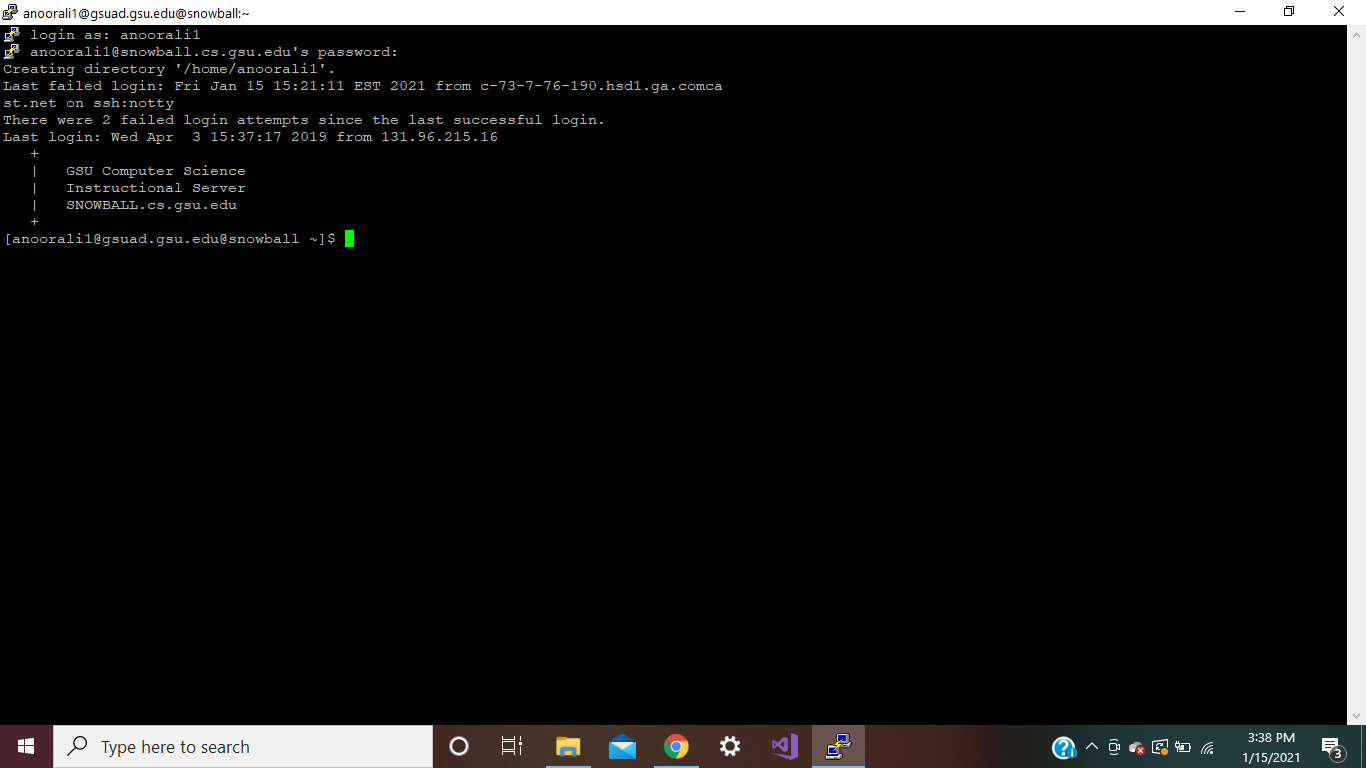 anoorali1@gsuad.gsu.edu@snowball:~
login as: anoorali1
anoorali1@snowball.cs.gsu.edu's password:
Creating directory '/home/anoorali1'.
Last failed login: Fri Jan 15 15:21:11 EST 2021 from c-73-7-76-190.hsd1.ga.comca
st.net on ssh:notty
There were 2 failed login attempts since the last successful login.
Last login: Wed Apr  3 15:37:17 2019 from 131.96.215.16
+
|    GSU Computer Science
|    Instructional Server
|    SNOWBALL.cs.gsu.edu
+
[anoorali1@gsuad.gsu.edu@snowball ~]$
Type here to search
3:38 PM
1/15/2021
3